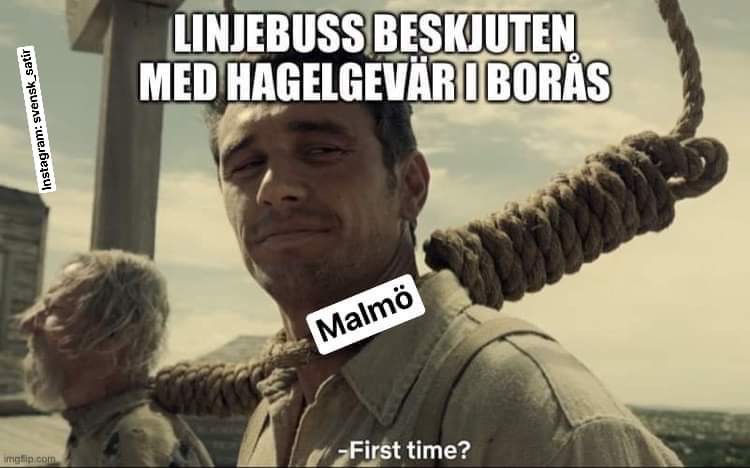 LINJEBUSS BESKJUTEN
MED HAGELGEVÄR I BORÅS
Instagram: svensk_satir
Malmö
-First time?
imgflip.com